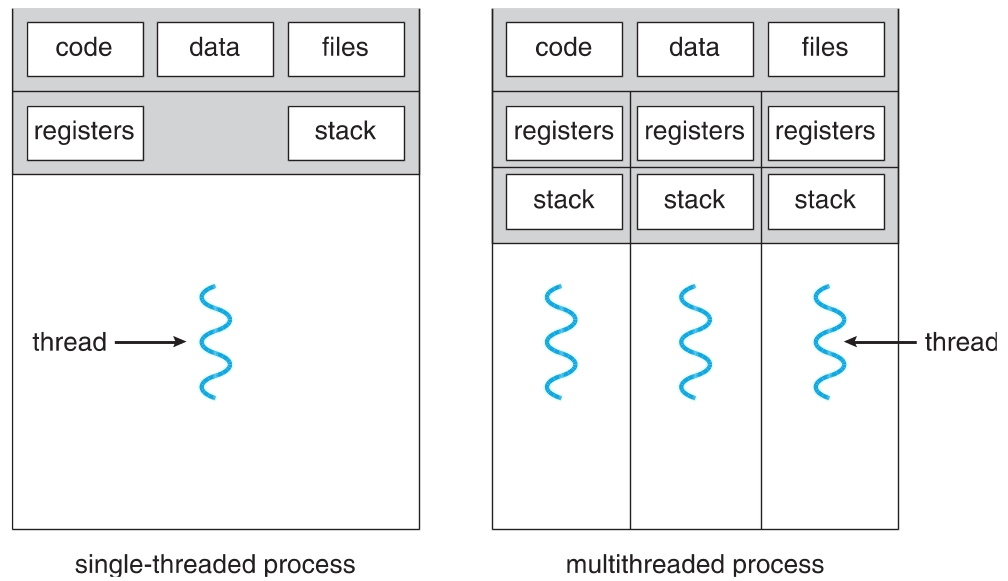 code data files
registers stack
thread
single-threaded process
code data files
registers registers registers
stack stack stack
thread
multithreaded process